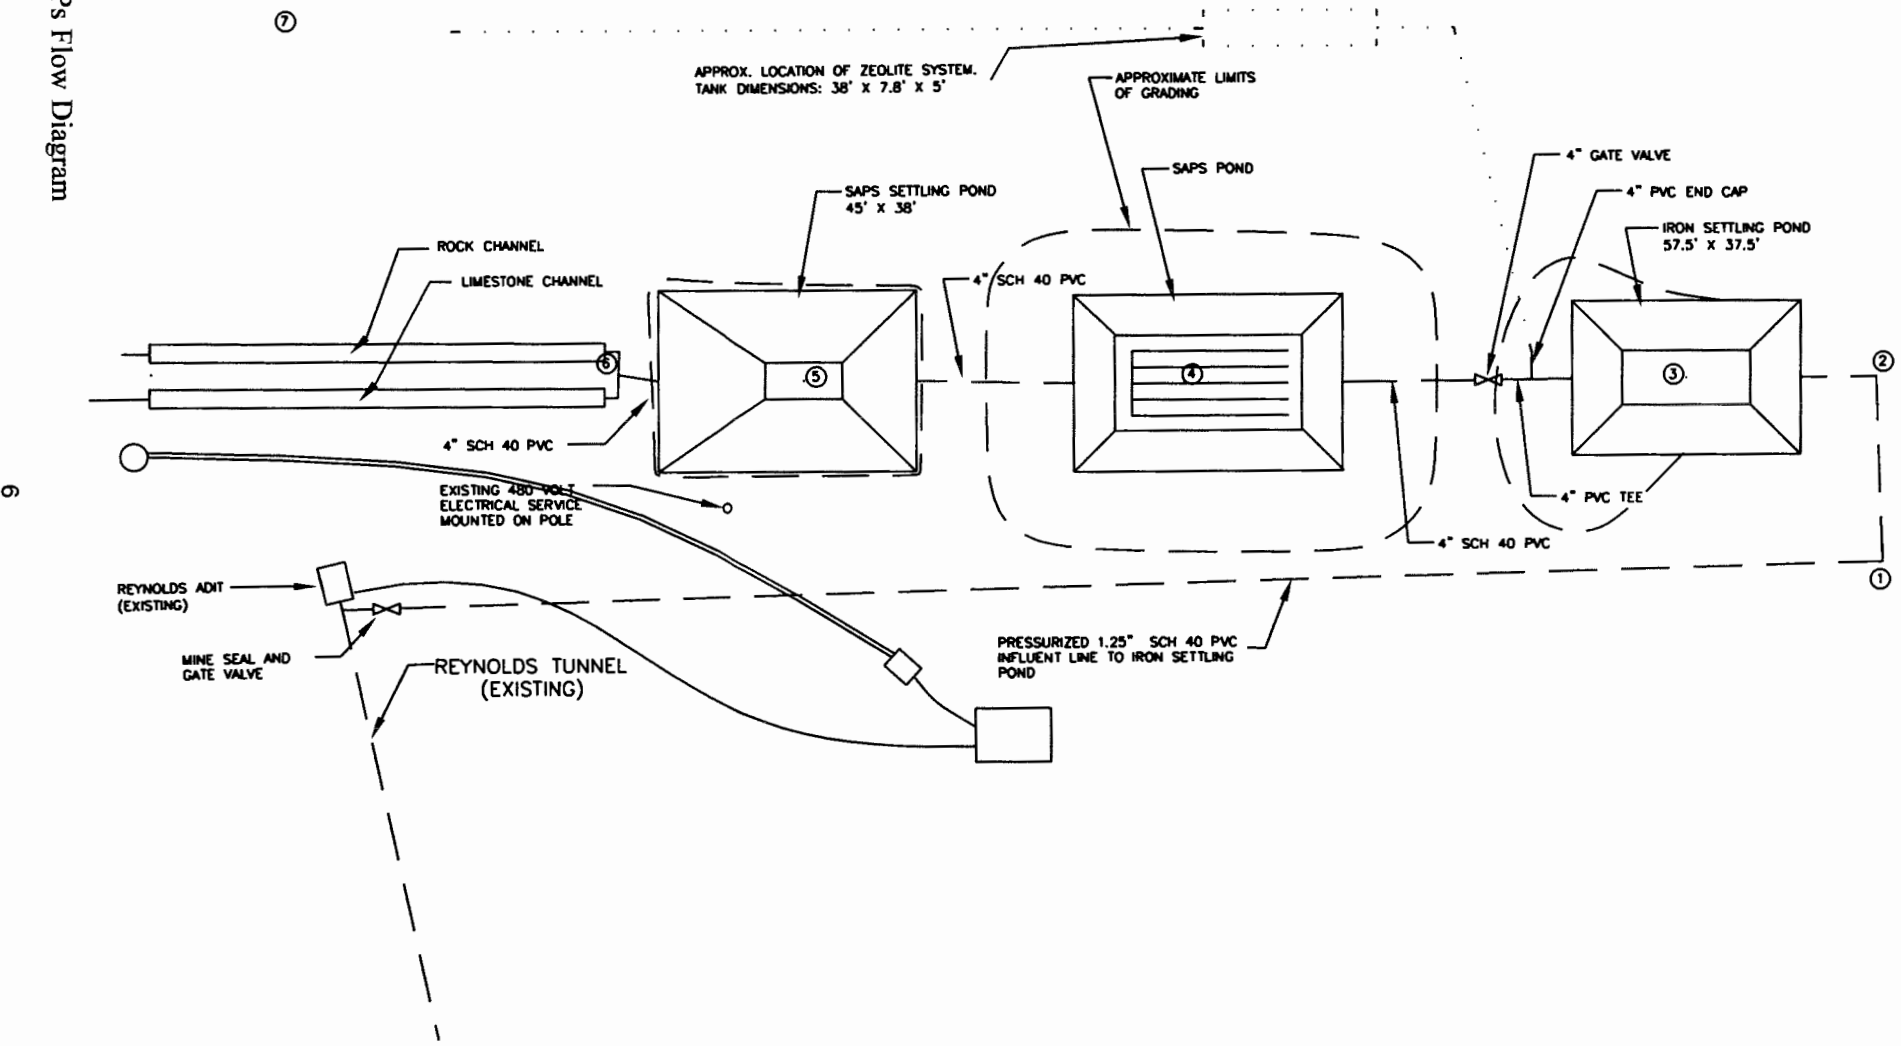 Ps Flow Diagram
6
7
APPROX. LOCATION OF ZEOLITE SYSTEM.
TANK DIMENSIONS: 38' X 7.8' X 5'
APPROXIMATE LIMITS
OF GRADING
SAPS POND
4" GATE VALVE
4" PVC END CAP
IRON SETTLING POND
57.5' X 37.5'
SAPS SETTLING POND
45' X 38'
ROCK CHANNEL
LIMESTONE CHANNEL
4" SCH 40 PVC
6
5
4
3
2
4" SCH 40 PVC
EXISTING 480 VOLT
ELECTRICAL SERVICE
MOUNTED ON POLE
4" PVC TEE
4" SCH 40 PVC
1
REYNOLDS ADIT
(EXISTING)
MINE SEAL AND
GATE VALVE
REYNOLDS TUNNEL
(EXISTING)
PRESSURIZED 1.25" SCH 40 PVC
INFLUENT LINE TO IRON SETTLING
POND